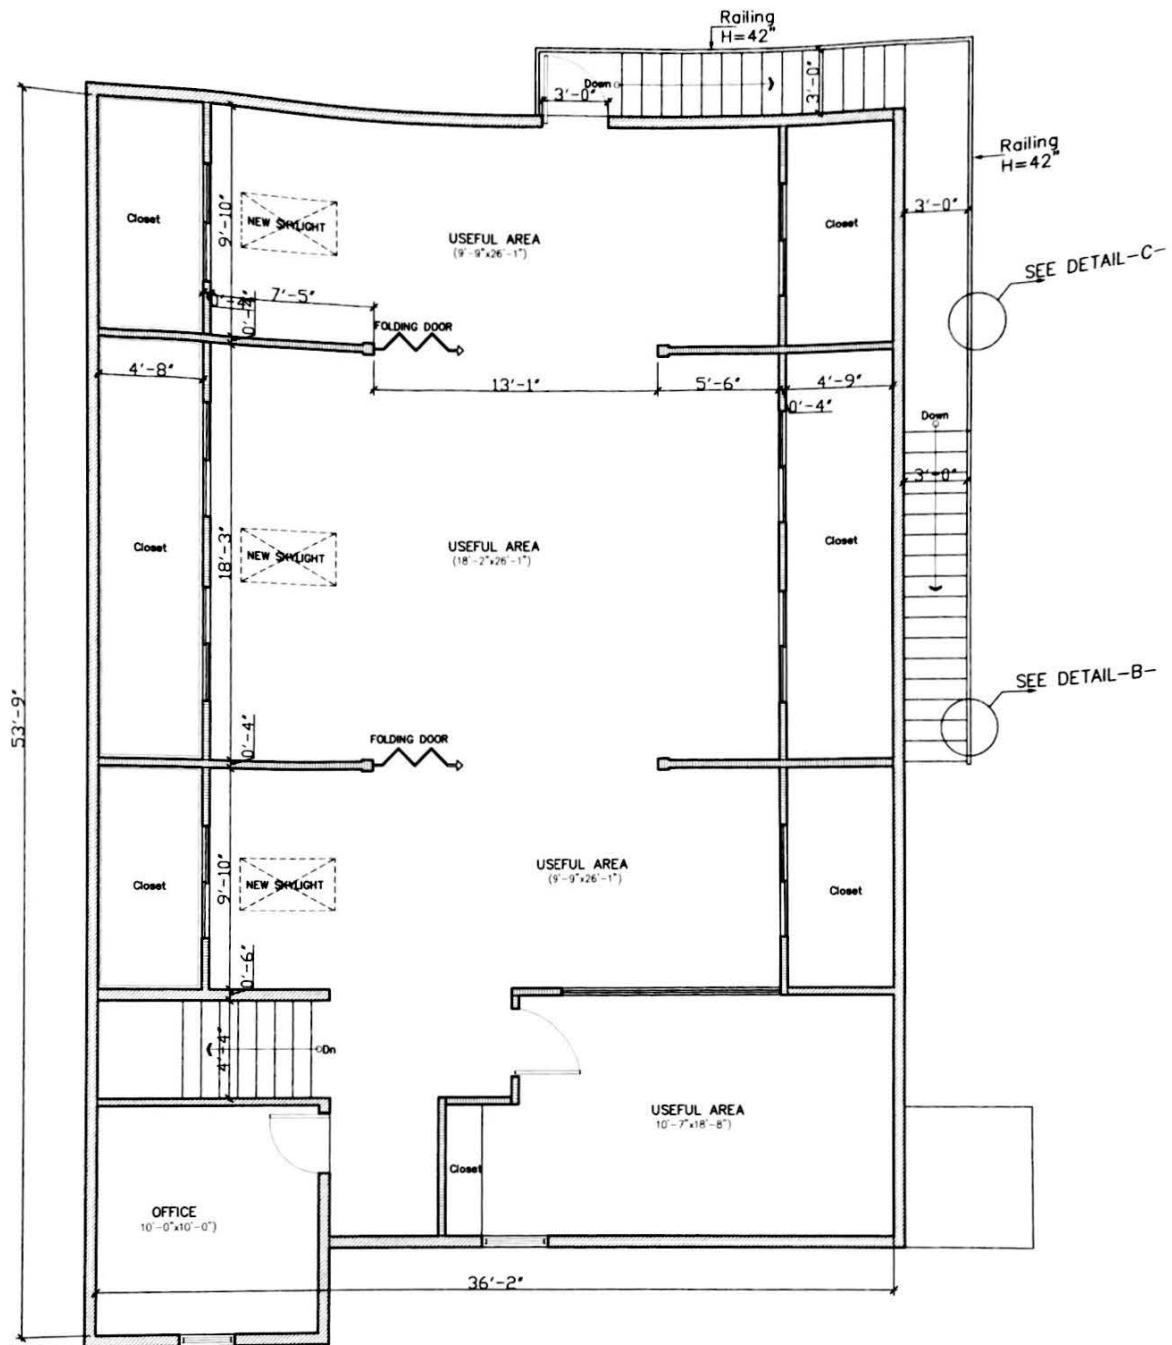 Railing
H=42"
Down
3'-0"
3'-0"
Railing
H=42"
3'-0"
SEE DETAIL-C-
Closet
9'-10"
NEW SKYLIGHT
USEFUL AREA
(9'-9"x26'-1")
Closet
0'-4"
7'-5"
0'-4"
FOLDING DOOR
4'-8"
13'-1"
5'-6"
4'-9"
0'-4"
Down
3'-0"
Closet
18'-3"
NEW SKYLIGHT
USEFUL AREA
(18'-2"x26'-1")
Closet
53'-9"
SEE DETAIL-B-
0'-4"
FOLDING DOOR
Closet
9'-10"
NEW SKYLIGHT
USEFUL AREA
(9'-9"x26'-1")
Closet
0'-6"
4'-4"
Dn
USEFUL AREA
10'-7"x18'-8")
Closet
OFFICE
10'-0"x10'-0")
36'-2"